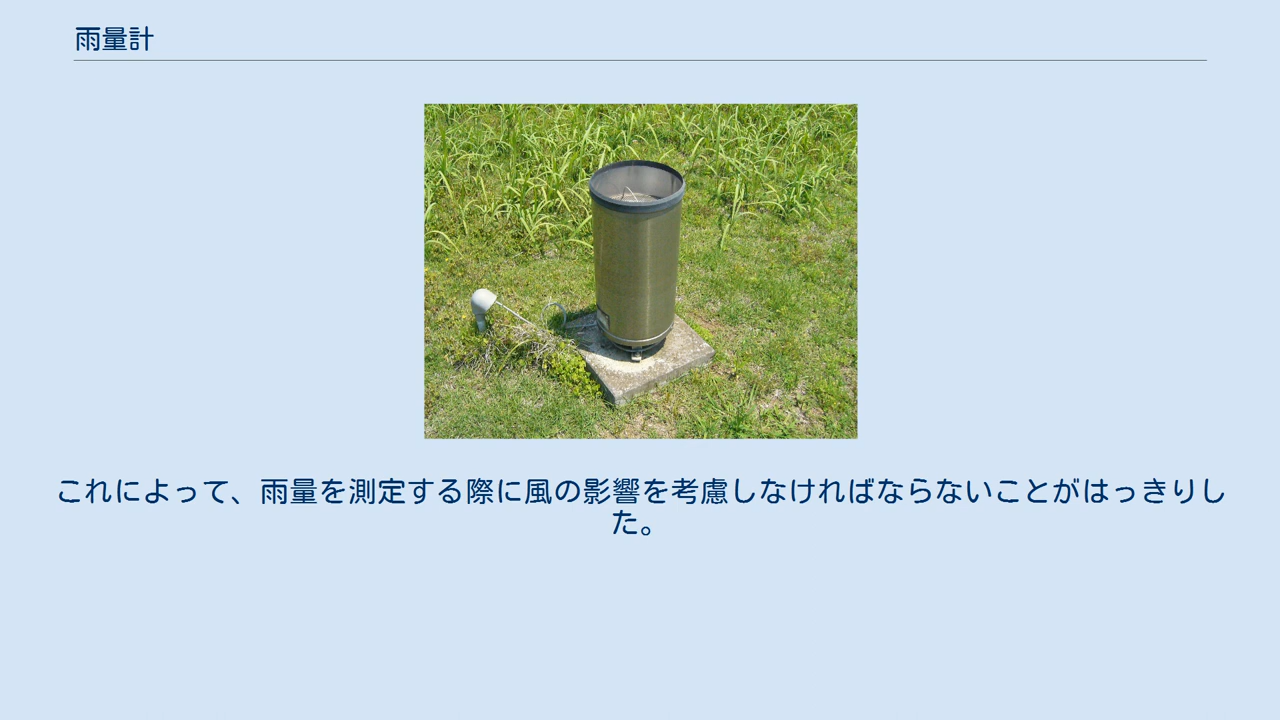 雨量計
これによって、雨量を測定する際に風の影響を考慮しなければならないことがはっきりし
た。